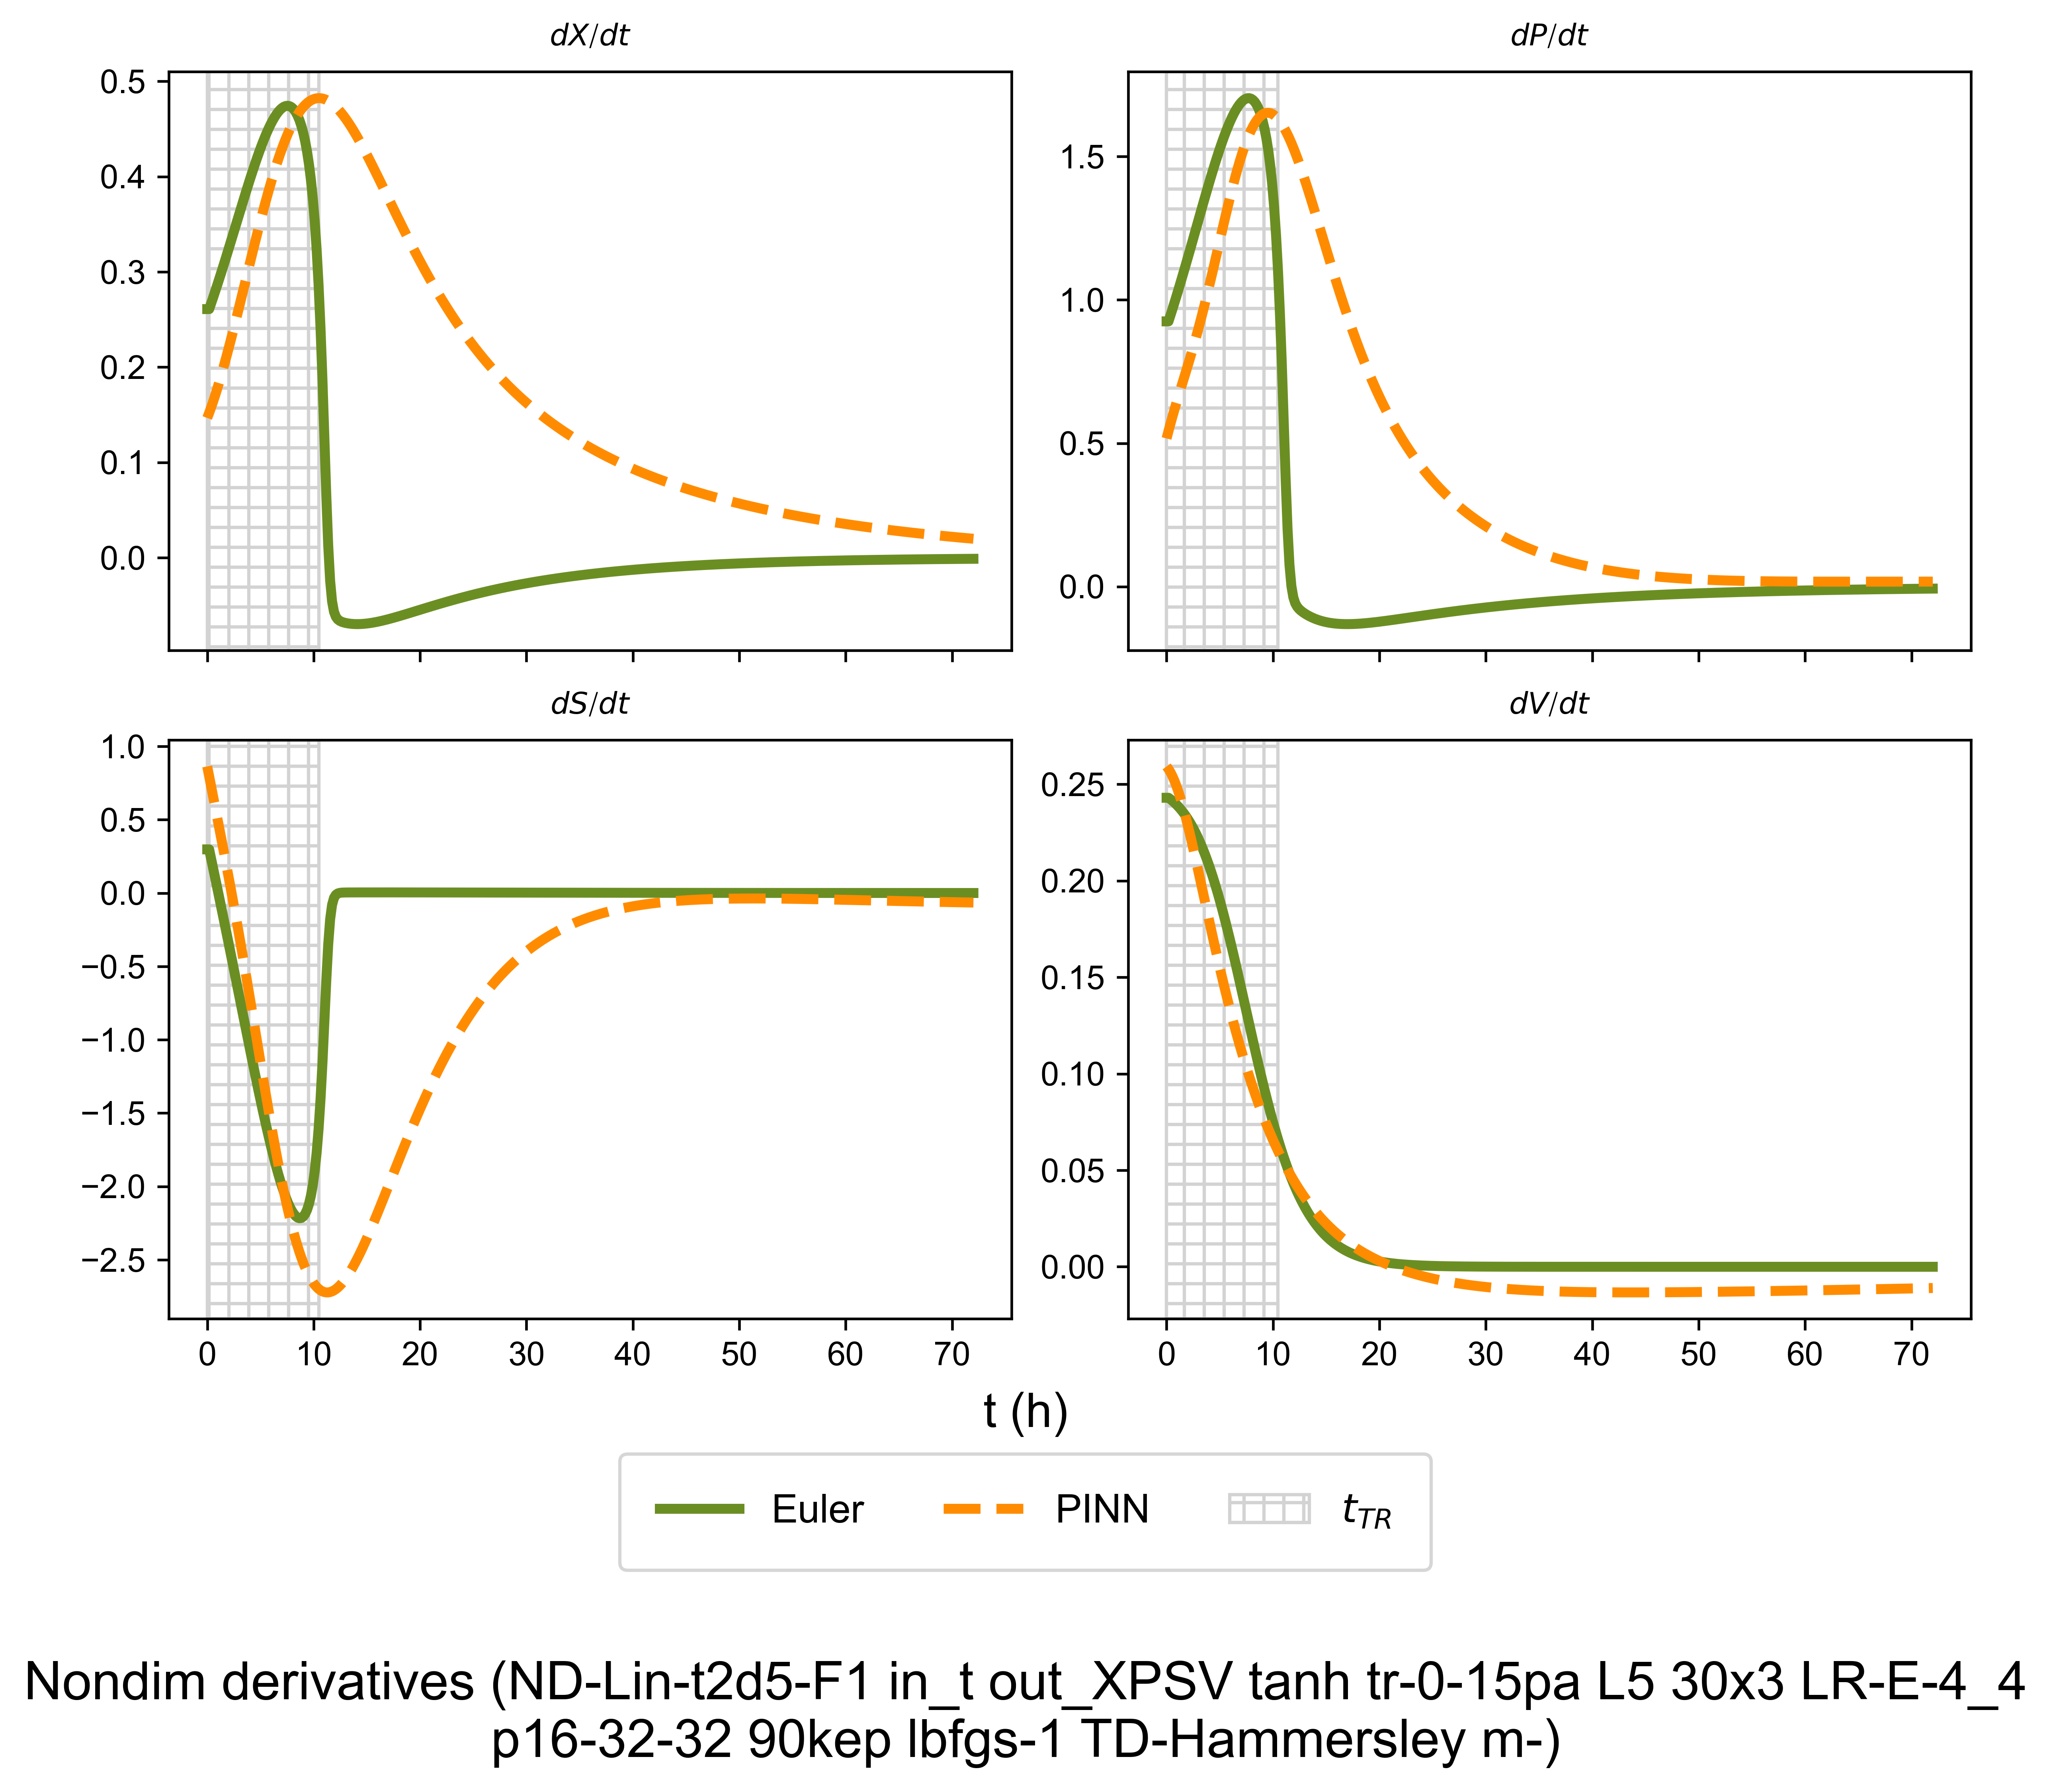 dX/dt
dP/dt
0.5
0.4
0.3
0.2
0.1
0.0
1.5
1.0
0.5
0.0
dS/dt
dV/dt
1.0
0.5
0.0
−0.5
−1.0
−1.5
−2.0
−2.5
0 10 20 30 40 50 60 70
0.25
0.20
0.15
0.10
0.05
0.00
0 10 20 30 40 50 60 70
t (h)
Euler PINN t_TR
Nondim derivatives (ND-Lin-t2d5-F1 in_t out_XPSV tanh tr-0-15pa L5 30x3 LR-E-4_4
p16-32-32 90kep lbfgs-1 TD-Hammersley m-)